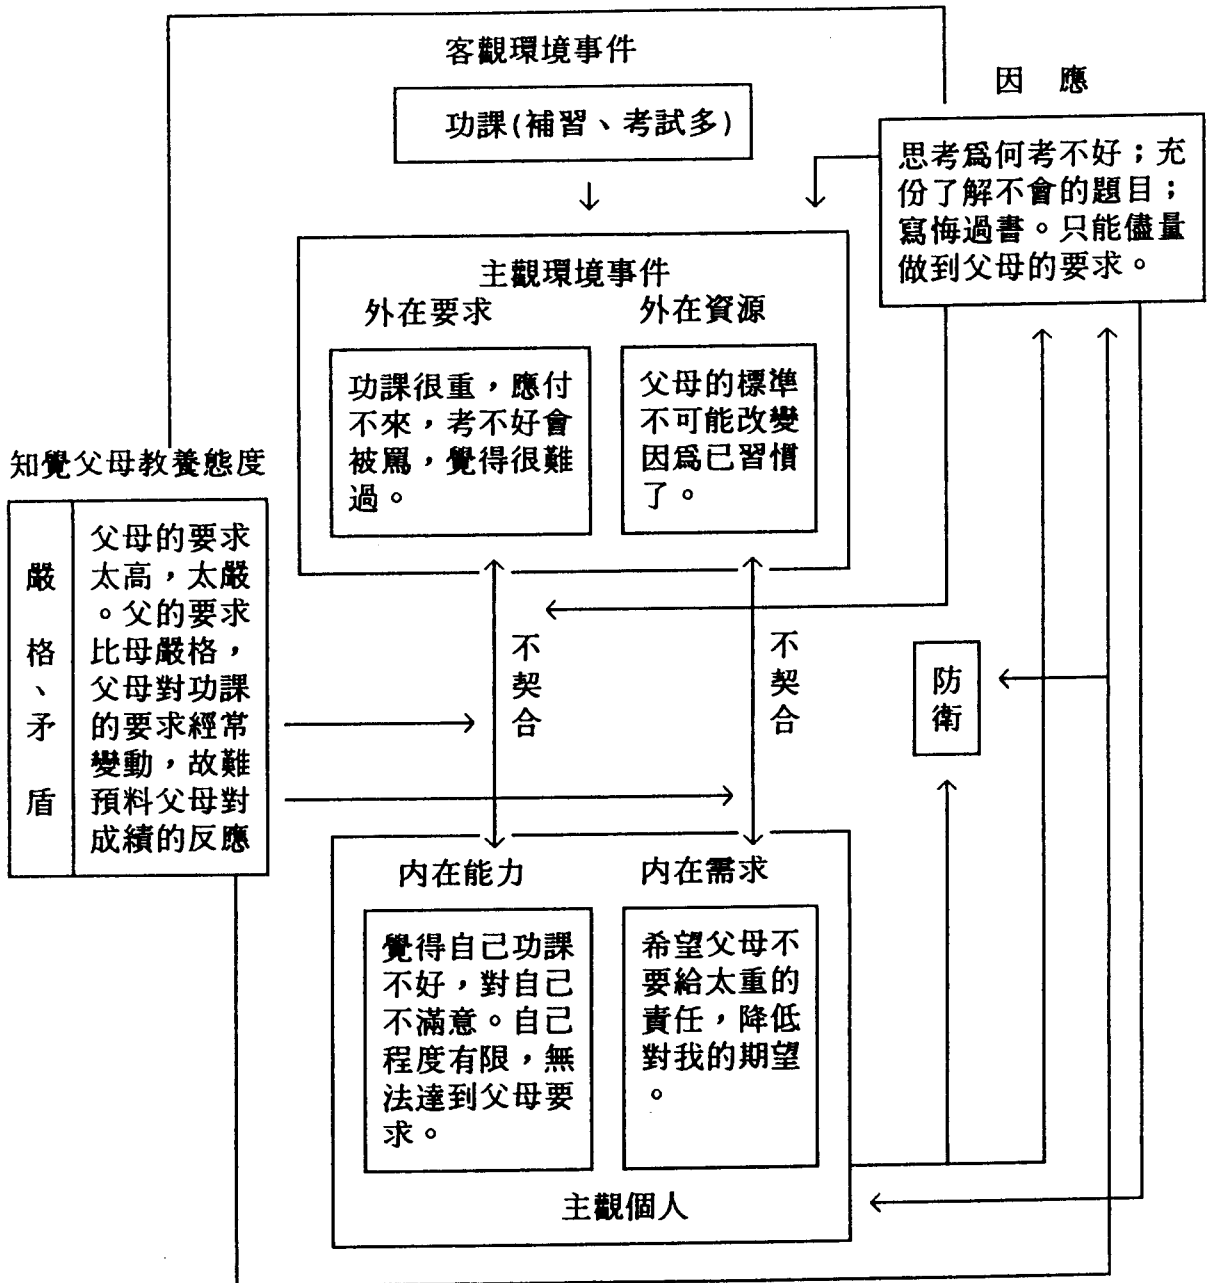 客觀環境事件
功課(補習、考試多)
因 應
思考爲何考不好；充
份了解不會的題目；
寫悔過書。只能儘量
做到父母的要求。
主觀環境事件
外在要求
功課很重，應付
不來，考不好會
被罵，覺得很難
過。
外在資源
父母的標準
不可能改變
因爲已習慣
了。
知覺父母教養態度
嚴
格
、
矛
盾
父母的要求
太高，太嚴
。父的要求
比母嚴格，
父母對功課
的要求經常
變動，故難
預料父母對
成績的反應
不
契
合
不
契
合
防
衛
内在能力
覺得自己功課
不好，對自己
不滿意。自己
程度有限，無
法達到父母要
求。
内在需求
希望父母不
要給太重的
責任，降低
對我的期望
。
主觀個人